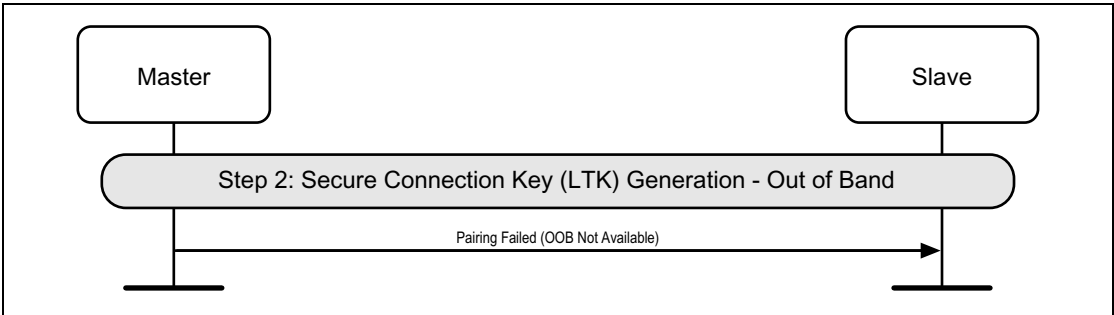 Master
Slave
Step 2: Secure Connection Key (LTK) Generation - Out of Band
Pairing Failed (OOB Not Available)